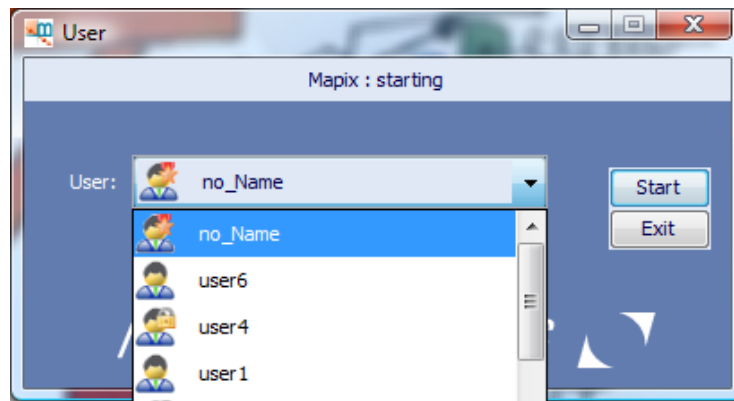 User
Mapix : starting
User:
no_Name
Start
no_Name
Exit
user6
user4
user1